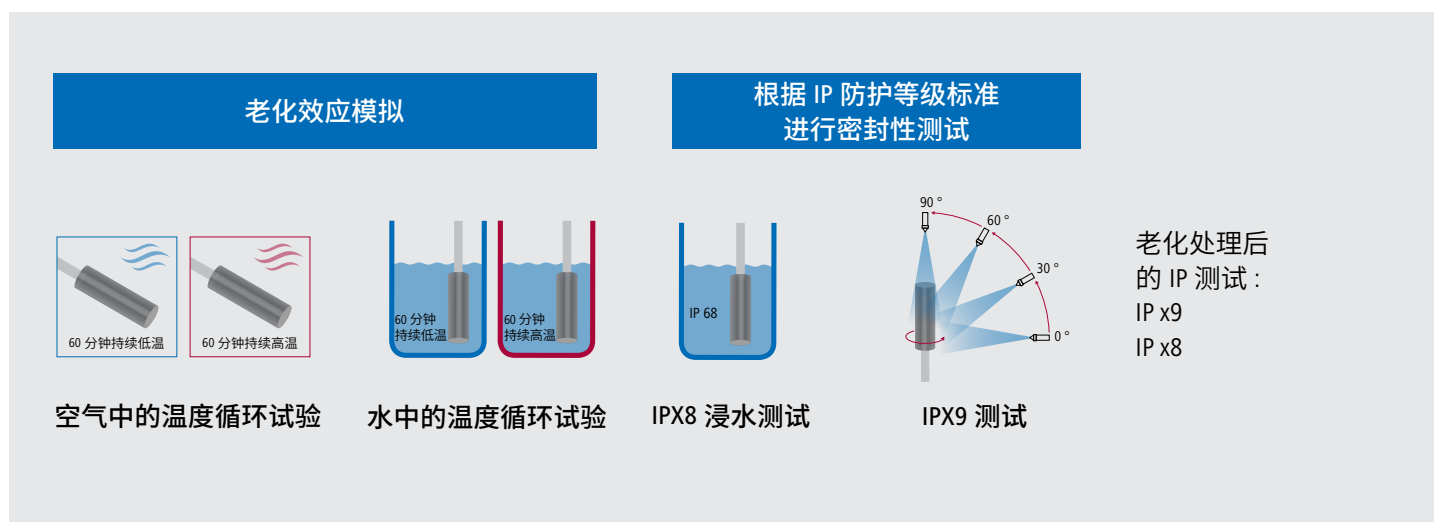 老化效应模拟
根据 IP 防护等级标准
进行密封性测试
60 分钟持续低温
60 分钟持续高温
60 分钟
持续低温
60 分钟
持续高温
IP 68
90 °
60 °
30 °
0 °
老化处理后
的 IP 测试 :
IP x9
IP x8
空气中的温度循环试验
水中的温度循环试验
IPX8 浸水测试
IPX9 测试